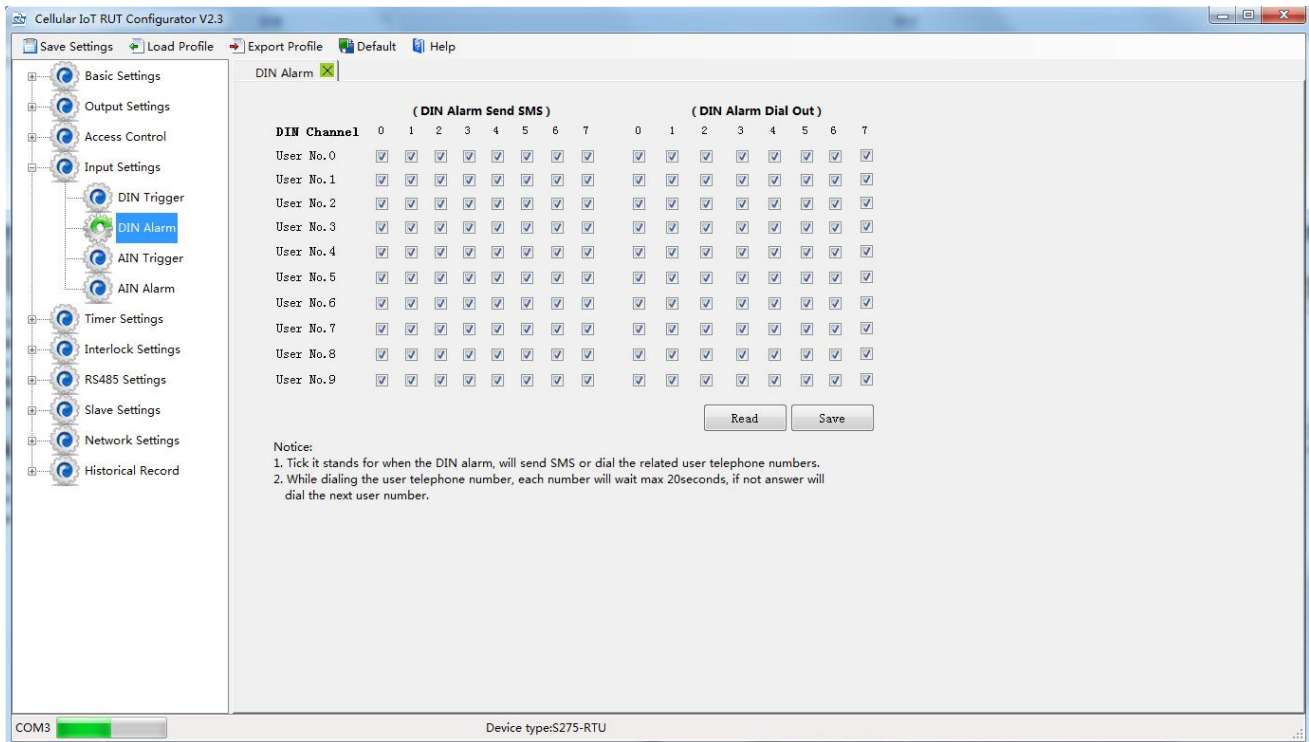 Cellular IoT RUT Configurator V2.3
Save Settings Load Profile Export Profile Default Help
Basic Settings
Output Settings
Access Control
Input Settings
DIN Trigger
DIN Alarm
AIN Trigger
AIN Alarm
Timer Settings
Interlock Settings
RS485 Settings
Slave Settings
Network Settings
Historical Record
DIN Alarm
( DIN Alarm Send SMS ) ( DIN Alarm Dial Out )
DIN Channel 0 1 2 3 4 5 6 7 0 1 2 3 4 5 6 7
User No.0
User No.1
User No.2
User No.3
User No.4
User No.5
User No.6
User No.7
User No.8
User No.9
Read Save
Notice:
1. Tick it stands for when the DIN alarm, will send SMS or dial the related user telephone numbers.
2. While dialing the user telephone number, each number will wait max 20seconds, if not answer will
dial the next user number.
COM3 Device type:S275-RTU